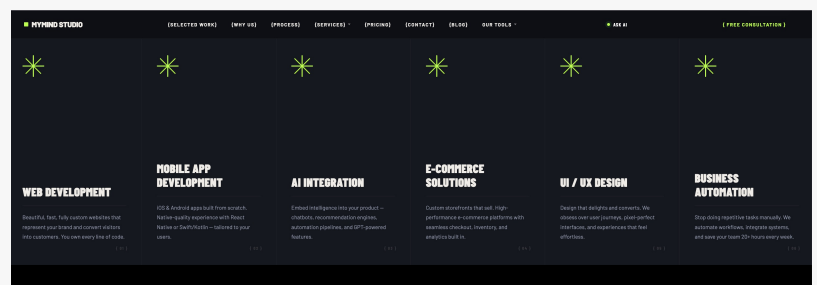 MYMIND STUDIO
(SELECTED WORK) (WHY US) (PROCESS) (SERVICES) (PRICING) (CONTACT) (BLOG) OUR TOOLS
ASK AI
( FREE CONSULTATION )
WEB DEVELOPMENT
Beautiful, fast, fully custom websites that
represent your brand and convert visitors
into customers. You own every line of code.
( 01 )
MOBILE APP
DEVELOPMENT
iOS & Android apps built from scratch.
Native-quality experience with React
Native or Swift/Kotlin — tailored to your
users.
( 02 )
AI INTEGRATION
Embed intelligence into your product —
chatbots, recommendation engines,
automation pipelines, and GPT-powered
features.
( 03 )
E-COMMERCE
SOLUTIONS
Custom storefronts that sell. High-
performance e-commerce platforms with
seamless checkout, inventory, and
analytics built in.
( 04 )
UI / UX DESIGN
Design that delights and converts. We
obsess over user journeys, pixel-perfect
interfaces, and experiences that feel
effortless.
( 05 )
BUSINESS
AUTOMATION
Stop doing repetitive tasks manually. We
automate workflows, integrate systems,
and save your team 20+ hours every week.
( 06 )